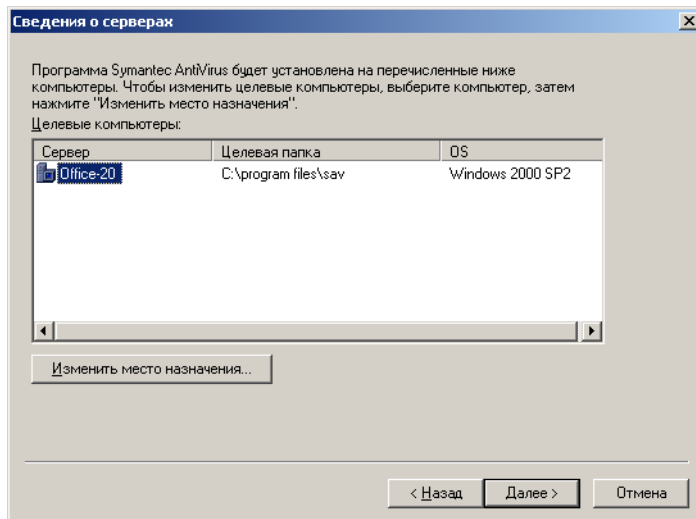 Сведения о серверах
Программа Symantec AntiVirus будет установлена на перечисленные ниже
компьютеры. Чтобы изменить целевые компьютеры, выберите компьютер, затем
нажмите "Изменить место назначения".
Целевые компьютеры:
Сервер Целевая папка OS
Office-20 C:\program files\sav Windows 2000 SP2
Изменить место назначения...
< Назад Далее > Отмена